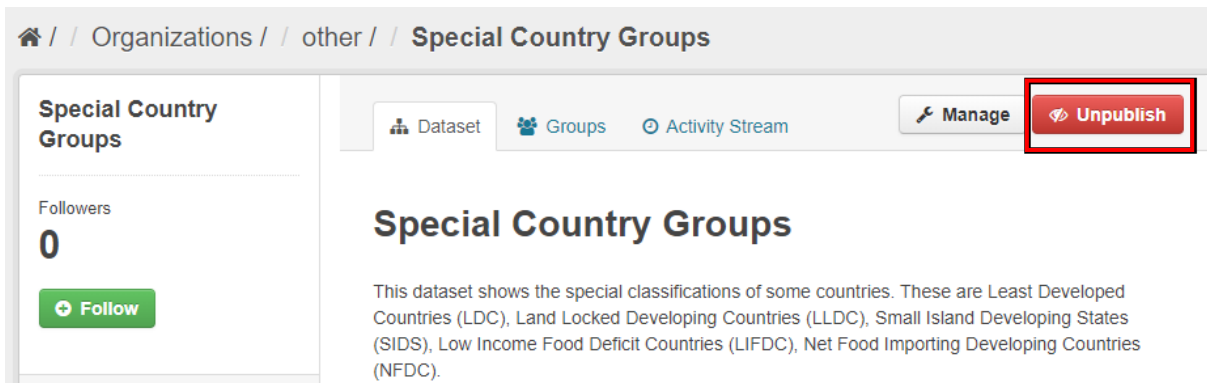 / / Organizations / / other / / Special Country Groups
Special Country
Groups
Followers
0
Follow
Dataset Groups Activity Stream Manage Unpublish
Special Country Groups
This dataset shows the special classifications of some countries. These are Least Developed
Countries (LDC), Land Locked Developing Countries (LLDC), Small Island Developing States
(SIDS), Low Income Food Deficit Countries (LIFDC), Net Food Importing Developing Countries
(NFDC).